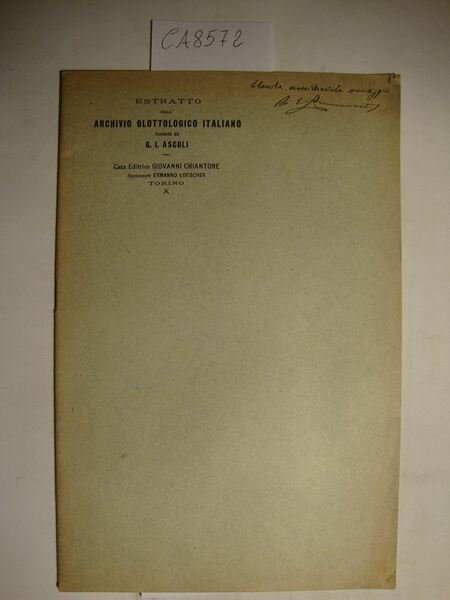 CA8572
ESTRATTO
DALL'
ARCHIVIO GLOTTOLOGICO ITALIANO
fondato da
G. I. ASCOLI
Casa Editrice GIOVANNI CHIANTORE
Successore ERMANNO LOESCHER
TORINO
omaggio